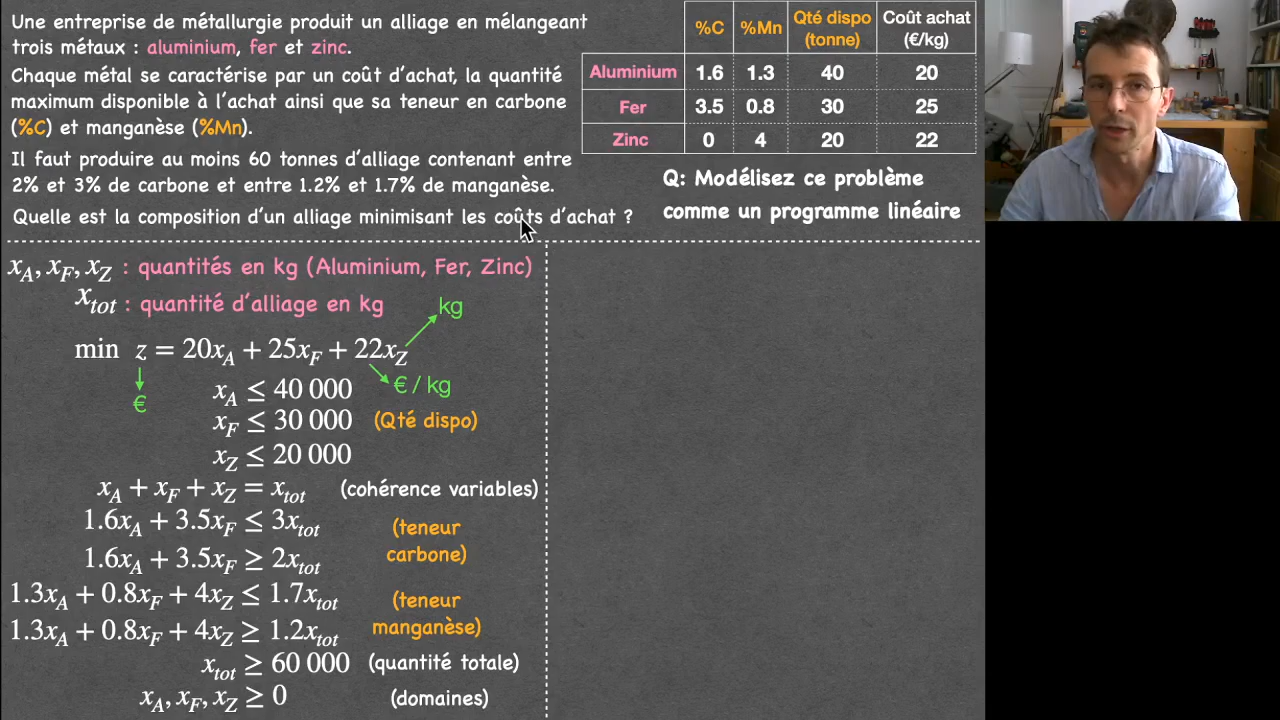 Une entreprise de métallurgie produit un alliage en mélangeant
trois métaux : aluminium, fer et zinc.
Chaque métal se caractérise par un coût d'achat, la quantité
maximum disponible à l'achat ainsi que sa teneur en carbone
(%C) et manganèse (%Mn).
Il faut produire au moins 60 tonnes d'alliage contenant entre
2% et 3% de carbone et entre 1.2% et 1.7% de manganèse.
Quelle est la composition d'un alliage minimisant les coûts d'achat ?
%C %Mn Qté dispo (tonne) Coût achat (€/kg)
Aluminium 1.6 1.3 40 20
Fer 3.5 0.8 30 25
Zinc 0 4 20 22
Q: Modélisez ce problème
comme un programme linéaire
x_A, x_F, x_Z : quantités en kg (Aluminium, Fer, Zinc)
x_tot : quantité d'alliage en kg
kg
min z = 20x_A + 25x_F + 22x_Z
€ / kg
€
x_A ≤ 40 000
x_F ≤ 30 000 (Qté dispo)
x_Z ≤ 20 000
x_A + x_F + x_Z = x_tot (cohérence variables)
1.6x_A + 3.5x_F ≤ 3x_tot (teneur
carbone)
1.6x_A + 3.5x_F ≥ 2x_tot
1.3x_A + 0.8x_F + 4x_Z ≤ 1.7x_tot (teneur
manganèse)
1.3x_A + 0.8x_F + 4x_Z ≥ 1.2x_tot
x_tot ≥ 60 000 (quantité totale)
x_A, x_F, x_Z ≥ 0 (domaines)